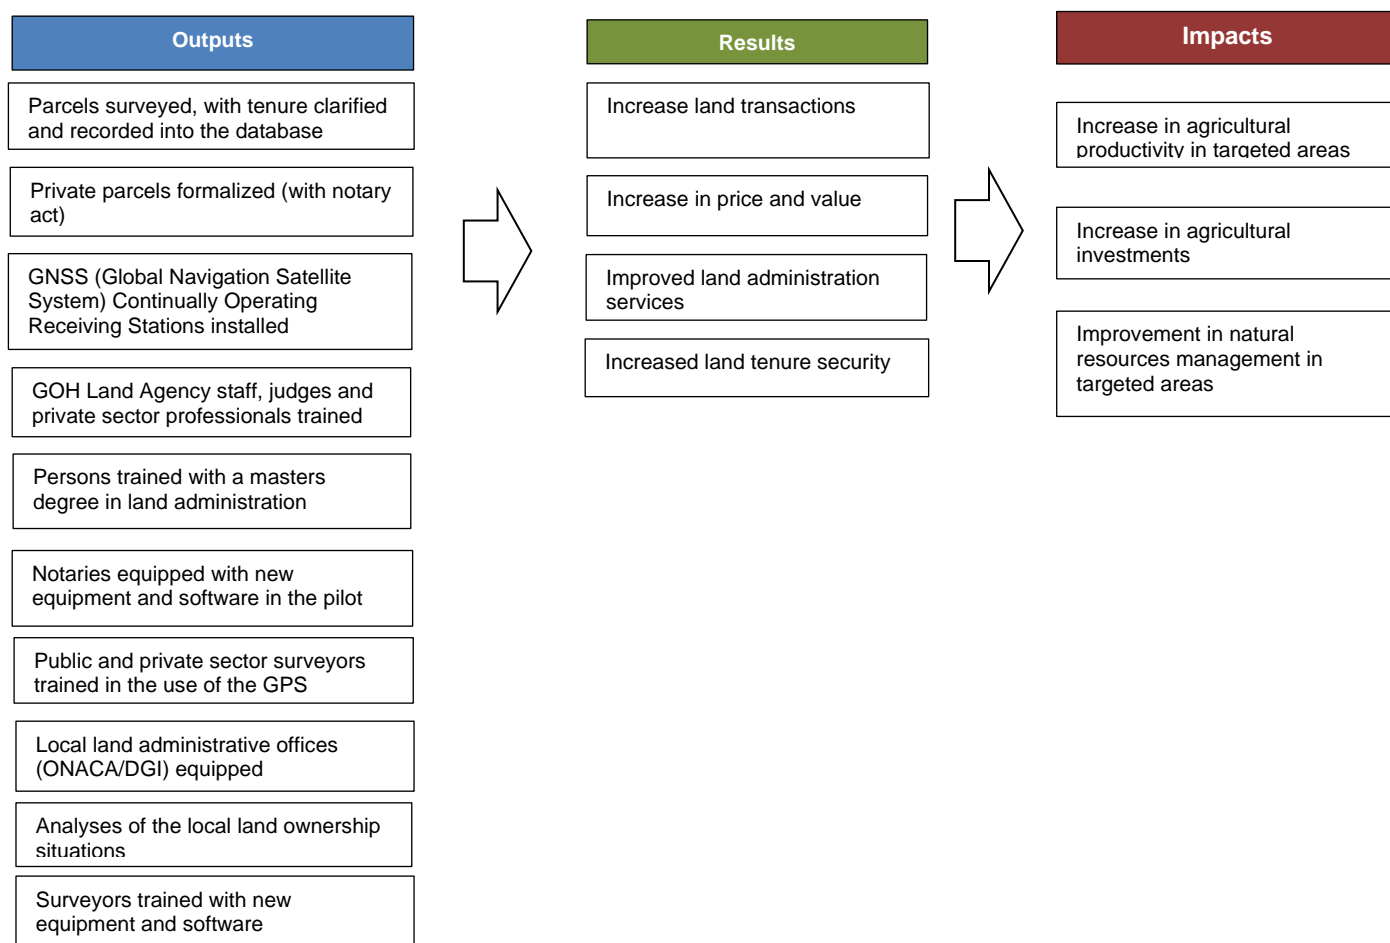 Outputs
Parcels surveyed, with tenure clarified
and recorded into the database
Private parcels formalized (with notary
act)
GNSS (Global Navigation Satellite
System) Continually Operating
Receiving Stations installed
GOH Land Agency staff, judges and
private sector professionals trained
Persons trained with a masters
degree in land administration
Notaries equipped with new
equipment and software in the pilot
Public and private sector surveyors
trained in the use of the GPS
Local land administrative offices
(ONACA/DGI) equipped
Analyses of the local land ownership
situations
Surveyors trained with new
equipment and software
Results
Increase land transactions
Increase in price and value
Improved land administration
services
Increased land tenure security
Impacts
Increase in agricultural
productivity in targeted areas
Increase in agricultural
investments
Improvement in natural
resources management in
targeted areas